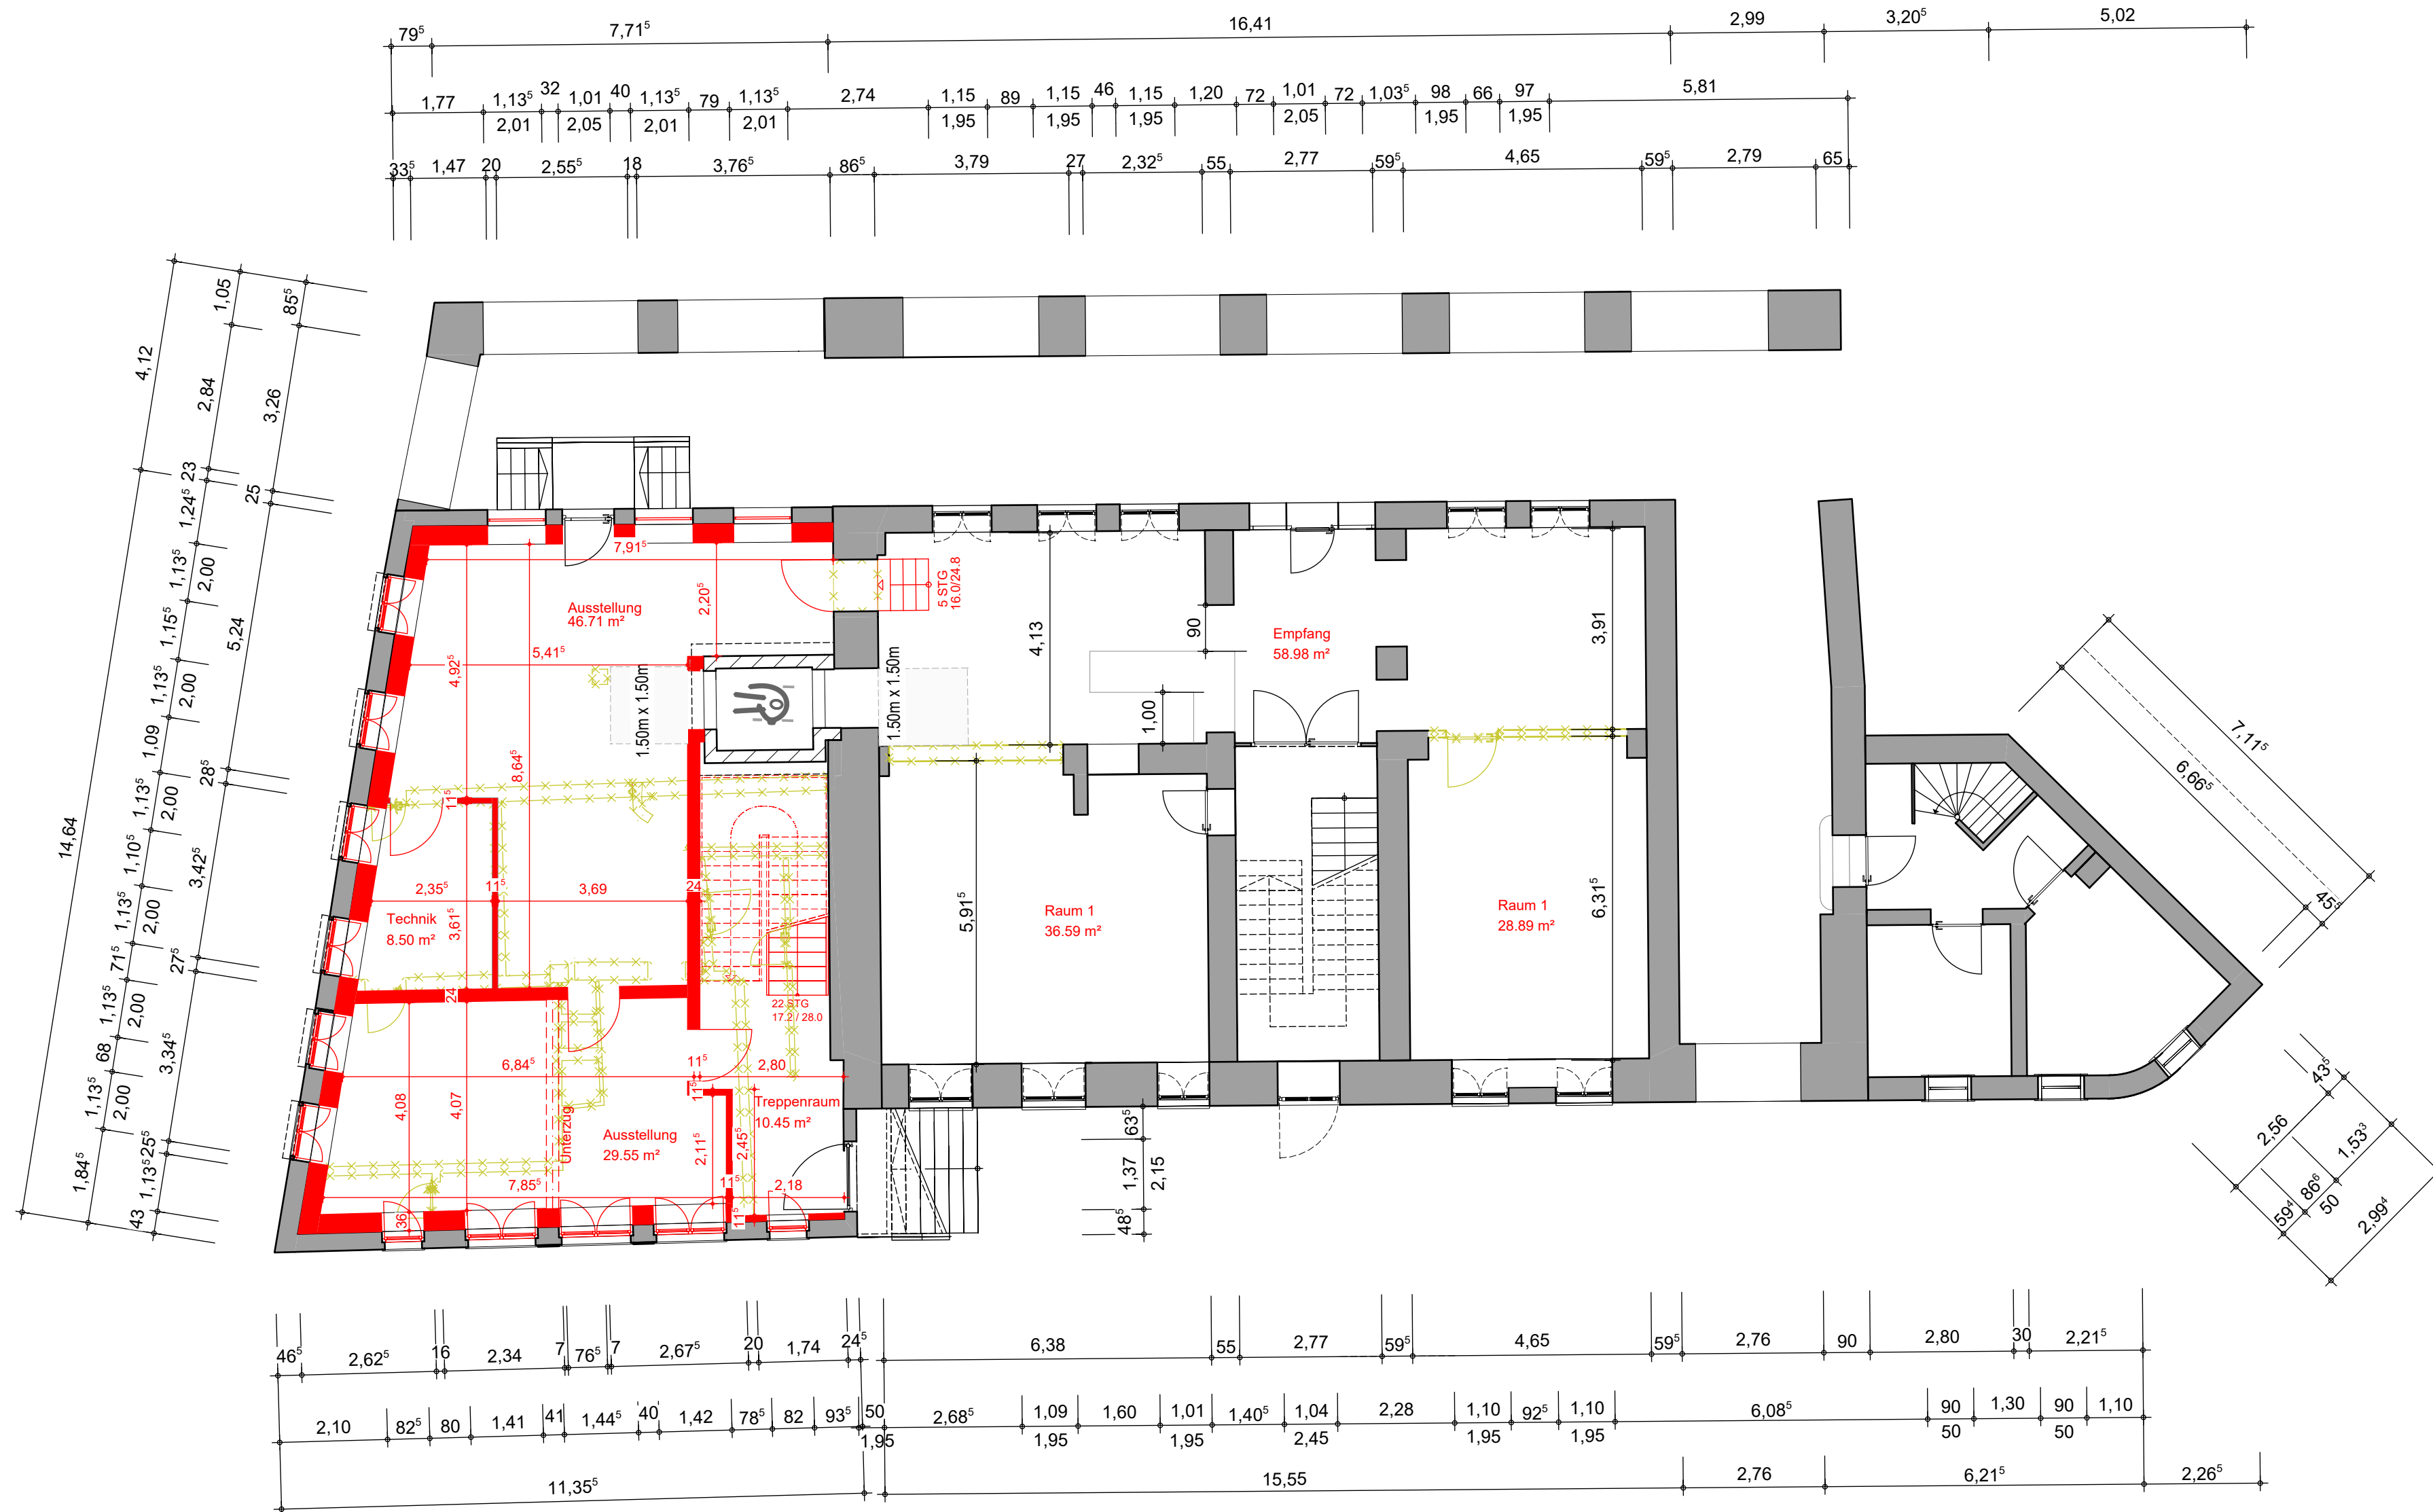 79⁵ 7,71⁵ 16,41 2,99 3,20⁵ 5,02
1,77 1,13⁵ 32 1,01 40 1,13⁵ 79 1,13⁵ 2,74 1,15 89 1,15 46 1,15 1,20 72 1,01 72 1,03⁵ 98 66 97 5,81
2,01 2,05 2,01 2,01 1,95 1,95 1,95 2,05 1,95 1,95
33⁵ 1,47 20 2,55⁵ 18 3,76⁵ 86⁵ 3,79 27 2,32⁵ 55 2,77 59⁵ 4,65 59⁵ 2,79 65
4,12 14,64
1,05 2,84 23 1,24⁵ 1,13⁵ 1,15⁵ 1,13⁵ 1,09 1,13⁵ 1,10⁵ 1,13⁵ 71⁵ 1,13⁵ 68 1,13⁵ 1,84⁵
2,00 2,00 2,00 2,00 2,00 2,00
85⁵ 3,26 25 5,24 28⁵ 3,42⁵ 27⁵ 3,34⁵ 25⁵ 1,13⁵ 43
7,91⁵
2,20⁵
Ausstellung
46.71 m²
5,41⁵
4,92⁵
8,64⁵
1.50m x 1.50m
5 STG
16.0/24.8
1.50m x 1.50m
4,13
90
1,00
Empfang
58.98 m²
3,91
11⁵
2,35⁵ 11⁵ 3,69 24
Technik
8.50 m²
3,61⁵
24
22 STG
17.2 / 28.0
5,91⁵
Raum 1
36.59 m²
Raum 1
28.89 m²
6,31⁵
6,84⁵ 11⁵ 2,80
4,08
4,07
Unterzug
11⁵
Treppenraum
10.45 m²
Ausstellung
29.55 m²
2,11⁵
2,45⁵
7,85⁵ 11⁵ 2,18
36
11⁵
63⁵
1,37
2,15
48⁵
7,11⁵
6,66⁵
45⁵
43⁵
2,56
1,53³
86⁶
50
59⁴
2,99⁴
46⁵ 2,62⁵ 16 2,34 7 76⁵ 7 2,67⁵ 20 1,74 24⁵ 6,38 55 2,77 59⁵ 4,65 59⁵ 2,76 90 2,80 30 2,21⁵
2,10 82⁵ 80 1,41 41 1,44⁵ 40 1,42 78⁵ 82 93⁵ 50 2,68⁵ 1,09 1,60 1,01 1,40⁵ 1,04 2,28 1,10 92⁵ 1,10 6,08⁵ 90 1,30 90 1,10
1,95 1,95 1,95 2,45 1,95 1,95 50 50
11,35⁵ 15,55 2,76 6,21⁵ 2,26⁵